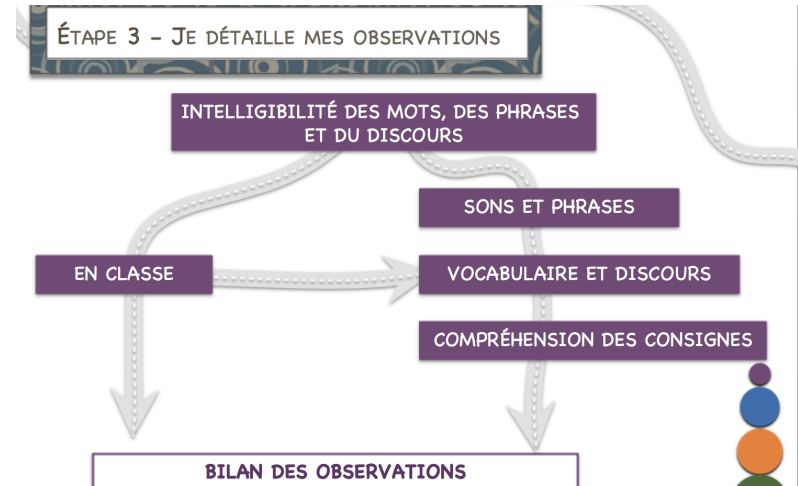 ÉTAPE 3 – JE DÉTAILLE MES OBSERVATIONS
INTELLIGIBILITÉ DES MOTS, DES PHRASES
ET DU DISCOURS
SONS ET PHRASES
EN CLASSE
VOCABULAIRE ET DISCOURS
COMPRÉHENSION DES CONSIGNES
BILAN DES OBSERVATIONS